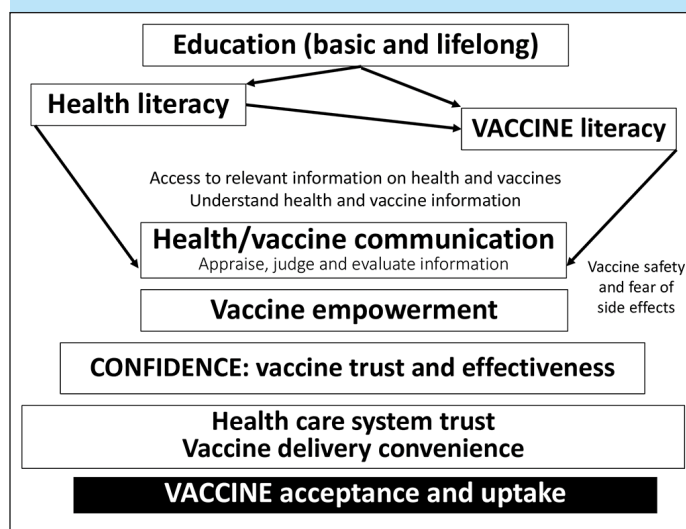 Education (basic and lifelong)
Health literacy
VACCINE literacy
Access to relevant information on health and vaccines
Understand health and vaccine information
Health/vaccine communication
Appraise, judge and evaluate information
Vaccine safety
and fear of
side effects
Vaccine empowerment
CONFIDENCE: vaccine trust and effectiveness
Health care system trust
Vaccine delivery convenience
VACCINE acceptance and uptake